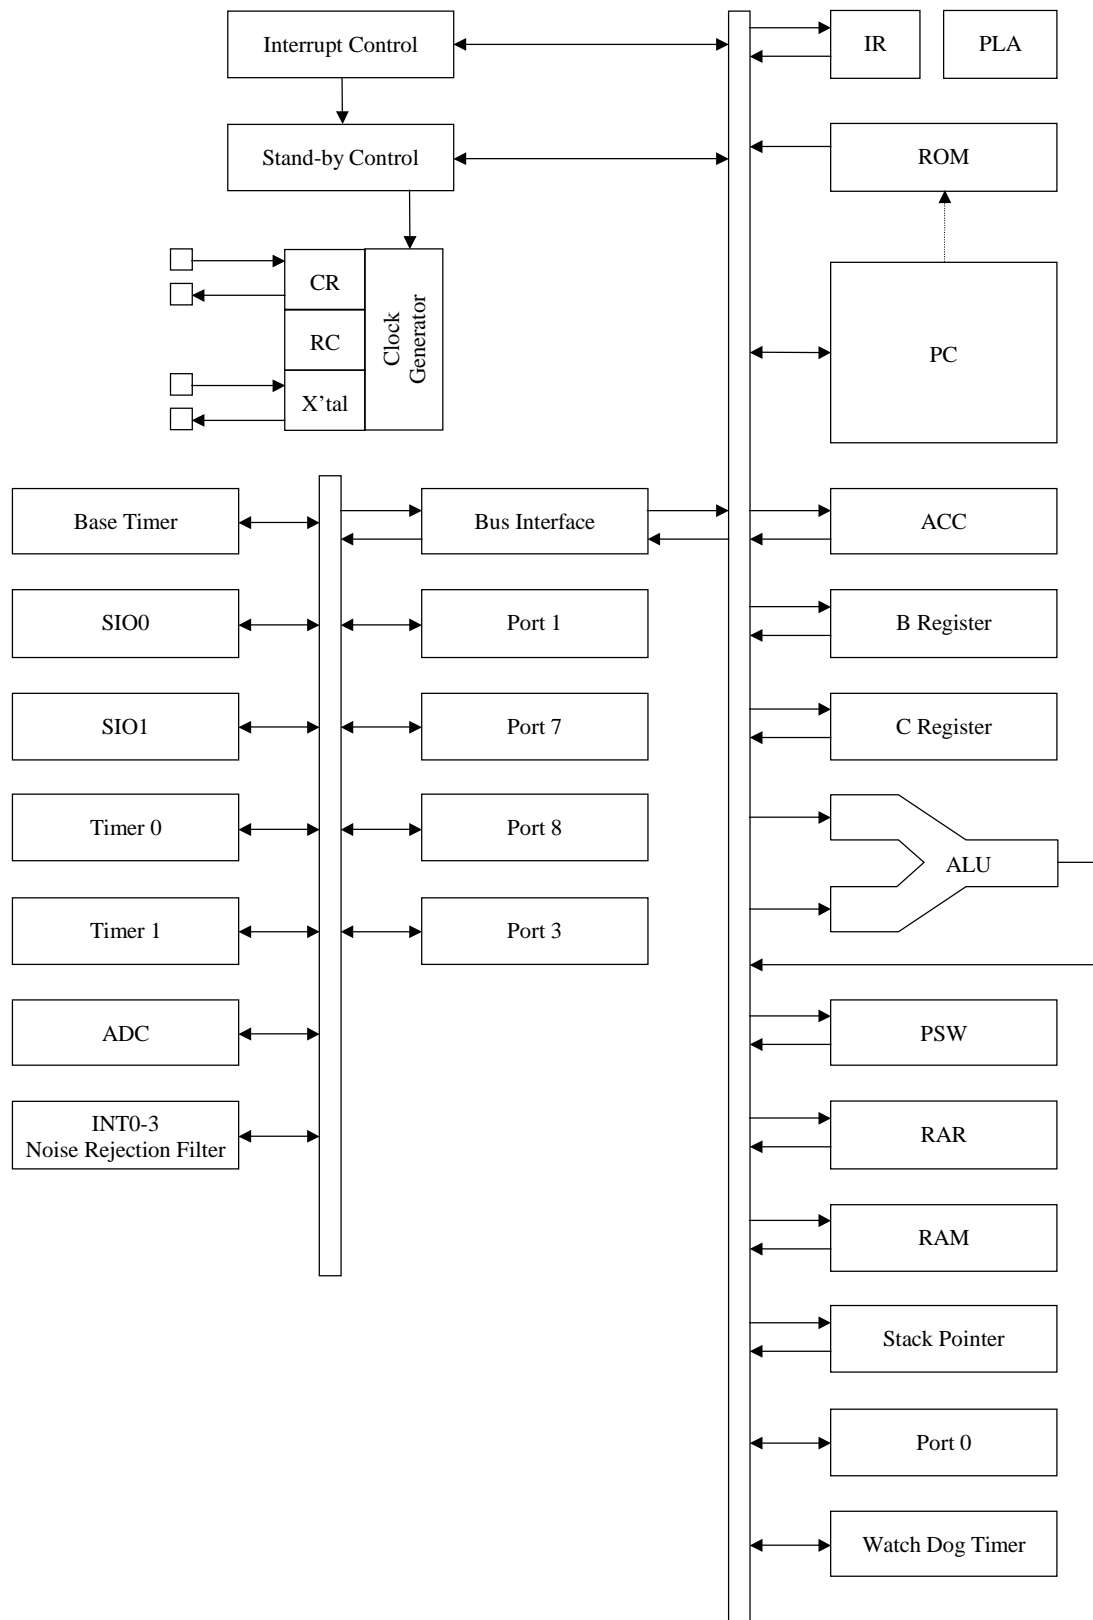 Interrupt Control
IR
PLA
Stand-by Control
ROM
CR
RC
X’tal
Clock
Generator
PC
Base Timer
Bus Interface
ACC
SIO0
Port 1
B Register
SIO1
Port 7
C Register
Timer 0
Port 8
ALU
Timer 1
Port 3
ADC
PSW
INT0-3
Noise Rejection Filter
RAR
RAM
Stack Pointer
Port 0
Watch Dog Timer